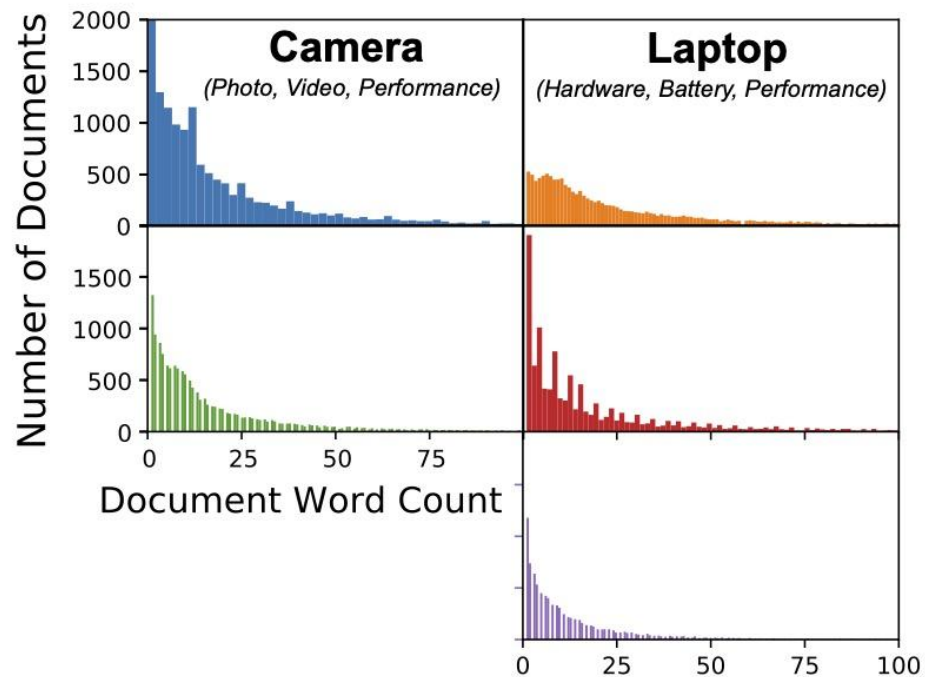 Number of Documents
2000
1500
1000
500
0
Camera
(Photo, Video, Performance)
Laptop
(Hardware, Battery, Performance)
1500
1000
500
0
0 25 50 75
Document Word Count
0 25 50 75 100